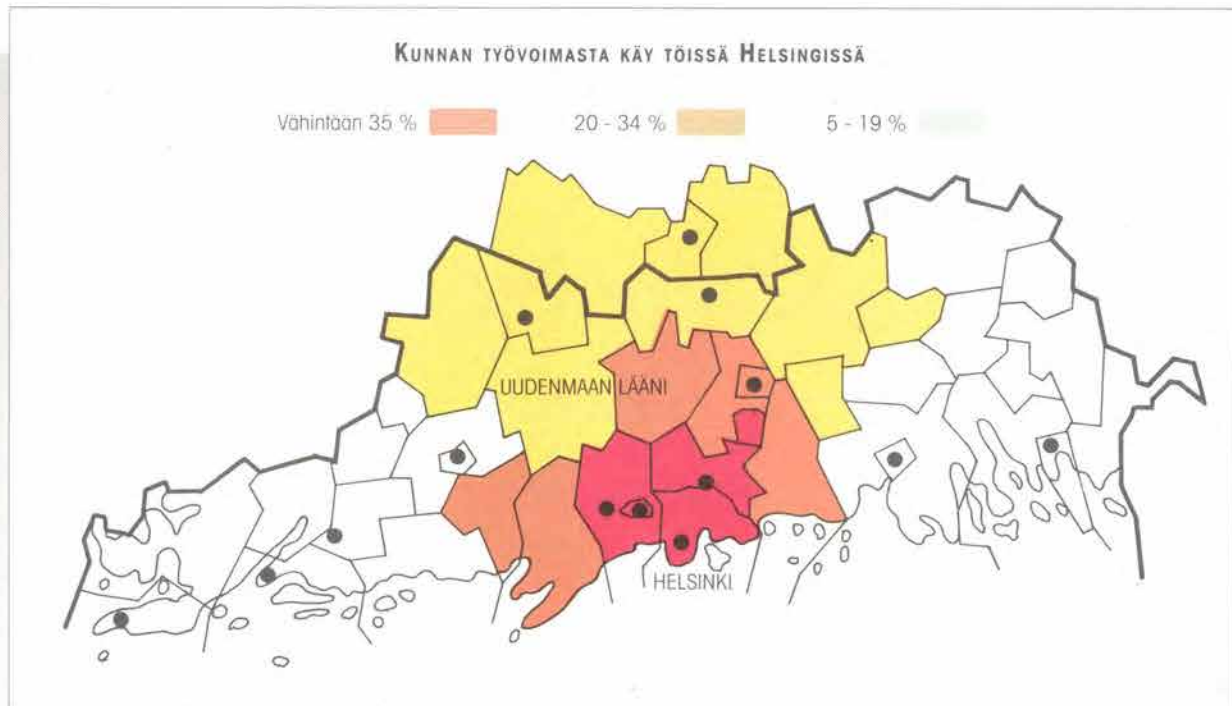 KUNNAN TYÖVOIMASTA KÄY TÖISSÄ HELSINGISSÄ
Vähintään 35 % 20 - 34 % 5 - 19 %
UUDENMAAN LÄÄNI
HELSINKI